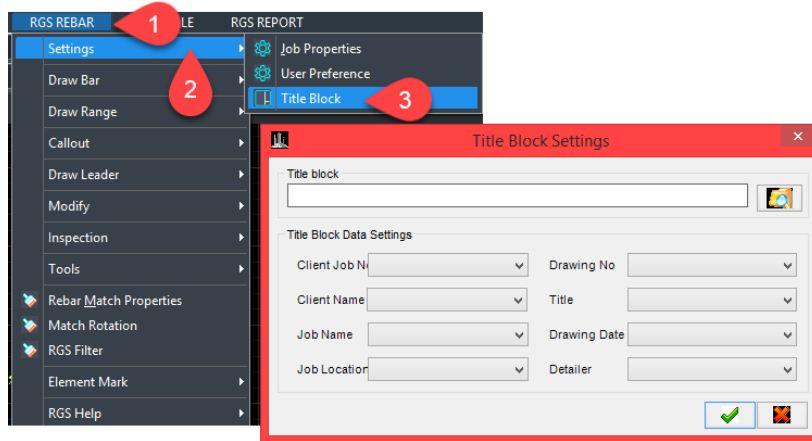 RGS REBAR
1
LE
RGS REPORT
Settings
Job Properties
User Preference
2
Title Block
3
Draw Bar
Draw Range
Callout
Draw Leader
Modify
Inspection
Tools
Rebar Match Properties
Match Rotation
RGS Filter
Element Mark
RGS Help
Title Block Settings
Title block
Title Block Data Settings
Client Job N
Drawing No
Client Name
Title
Job Name
Drawing Date
Job Location
Detailer